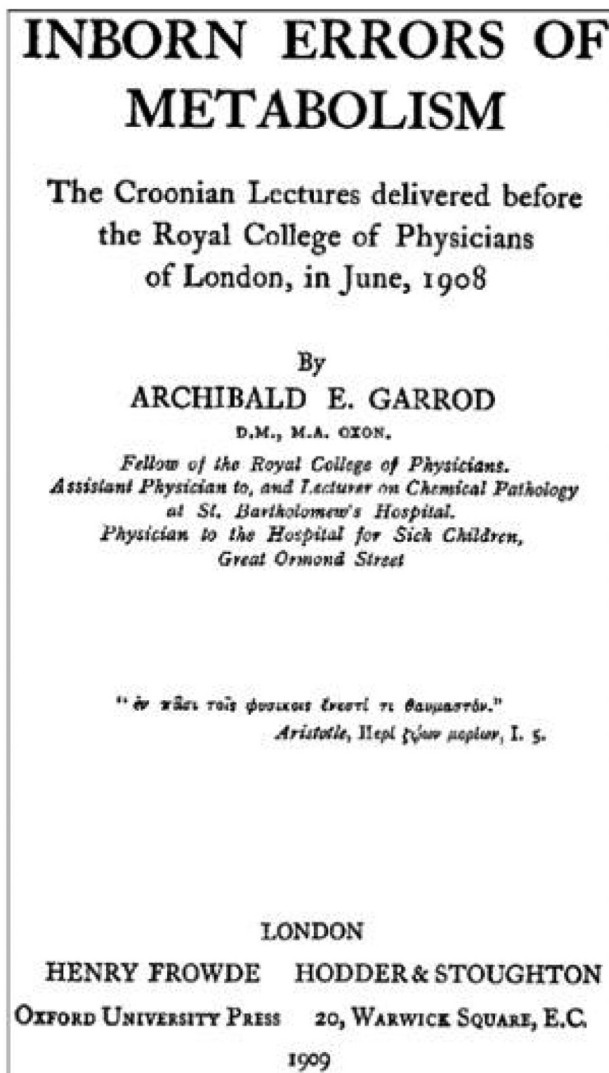 INBORN ERRORS OF
METABOLISM
The Croonian Lectures delivered before
the Royal College of Physicians
of London, in June, 1908
By
ARCHIBALD E. GARROD
D.M., M.A. OXON.
Fellow of the Royal College of Physicians.
Assistant Physician to, and Lecturer on Chemical Pathology
at St. Bartholomew's Hospital.
Physician to the Hospital for Sick Children,
Great Ormond Street
"ἐν πᾶσι τοῖς φυσικοῖς ἔνεστί τι θαυμαστόν."
Aristotle, Περὶ ζῴων μορίων, I. 5.
LONDON
HENRY FROWDE HODDER & STOUGHTON
OXFORD UNIVERSITY PRESS 20, WARWICK SQUARE, E.C.
1909